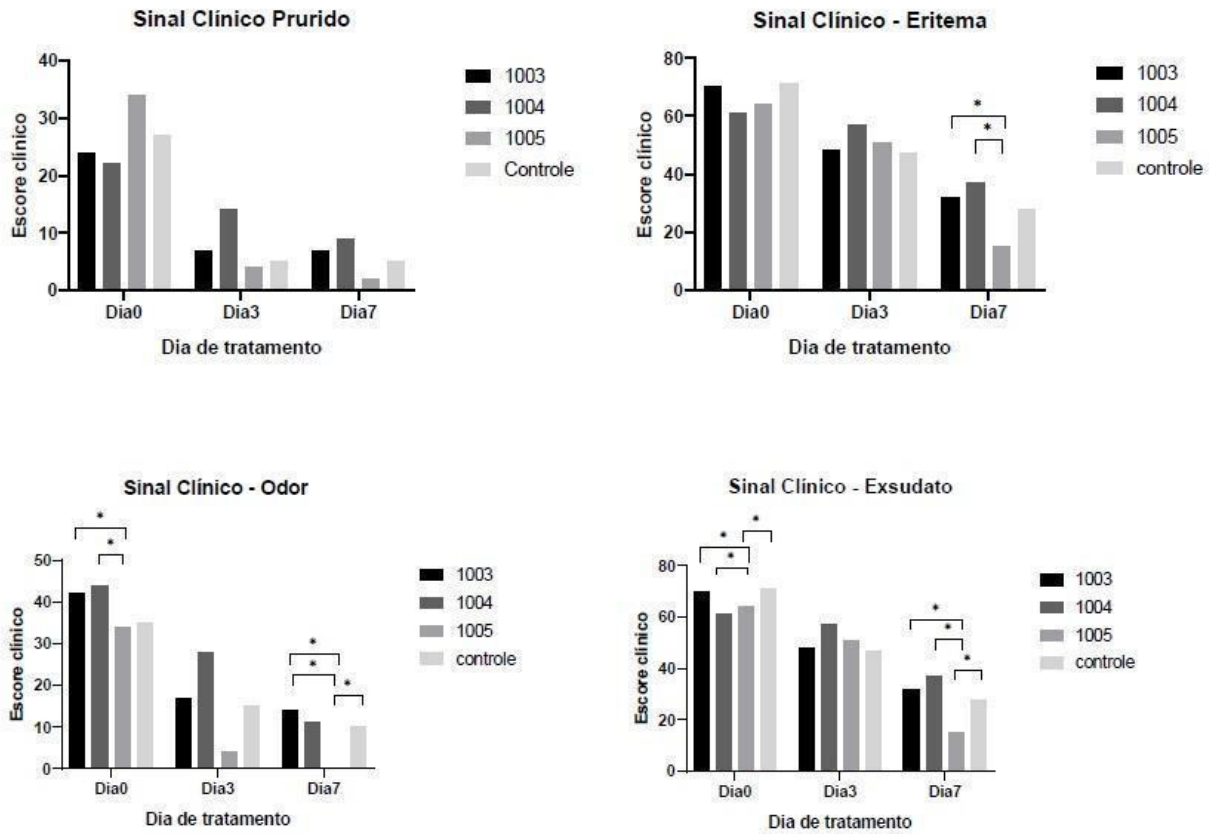 Sinal Clínico Prurido
40
30
20
10
0
Escore clínico
Dia0 Dia3 Dia7
Dia de tratamento
1003
1004
1005
Controle
Sinal Clínico - Eritema
80
60
40
20
0
Escore clínico
* 
*
Dia0 Dia3 Dia7
Dia de tratamento
1003
1004
1005
controle
Sinal Clínico - Odor
50
40
30
20
10
0
Escore clínico
*
*
*
*
*
Dia0 Dia3 Dia7
Dia de tratamento
1003
1004
1005
controle
Sinal Clínico - Exsudato
80
60
40
20
0
Escore clínico
*
*
*
*
*
*
Dia0 Dia3 Dia7
Dia de tratamento
1003
1004
1005
controle